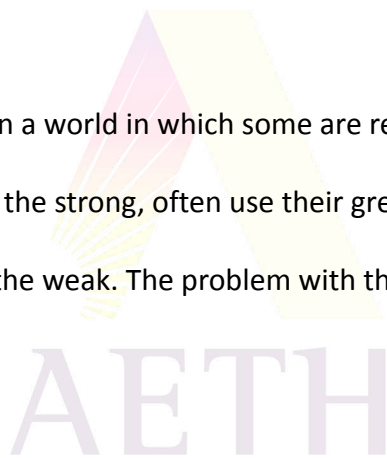 n a world in which some are re
the strong, often use their gre
the weak. The problem with th
AETH